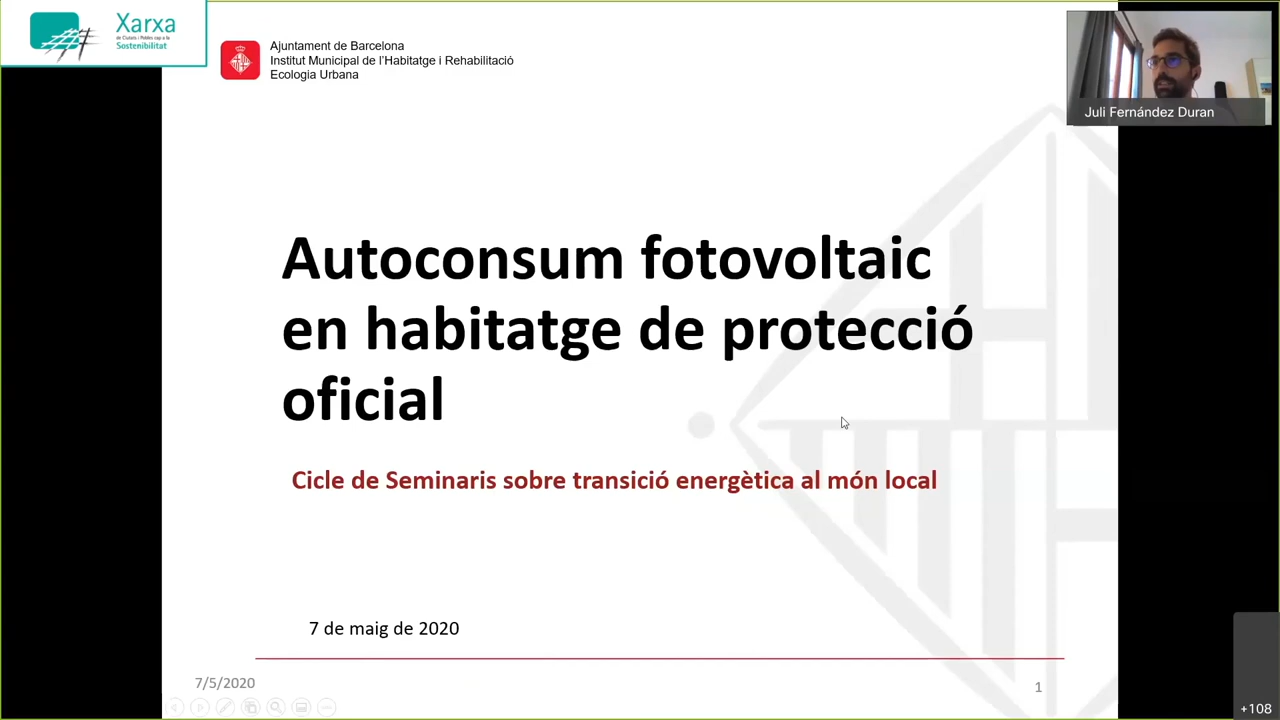 Xarxa
de Ciutats i Pobles cap a la
Sostenibilitat
Ajuntament de Barcelona
Institut Municipal de l'Habitatge i Rehabilitació
Ecologia Urbana
Juli Fernández Duran
Autoconsum fotovoltaic
en habitatge de protecció
oficial
Cicle de Seminaris sobre transició energètica al món local
7 de maig de 2020
7/5/2020
1
+108